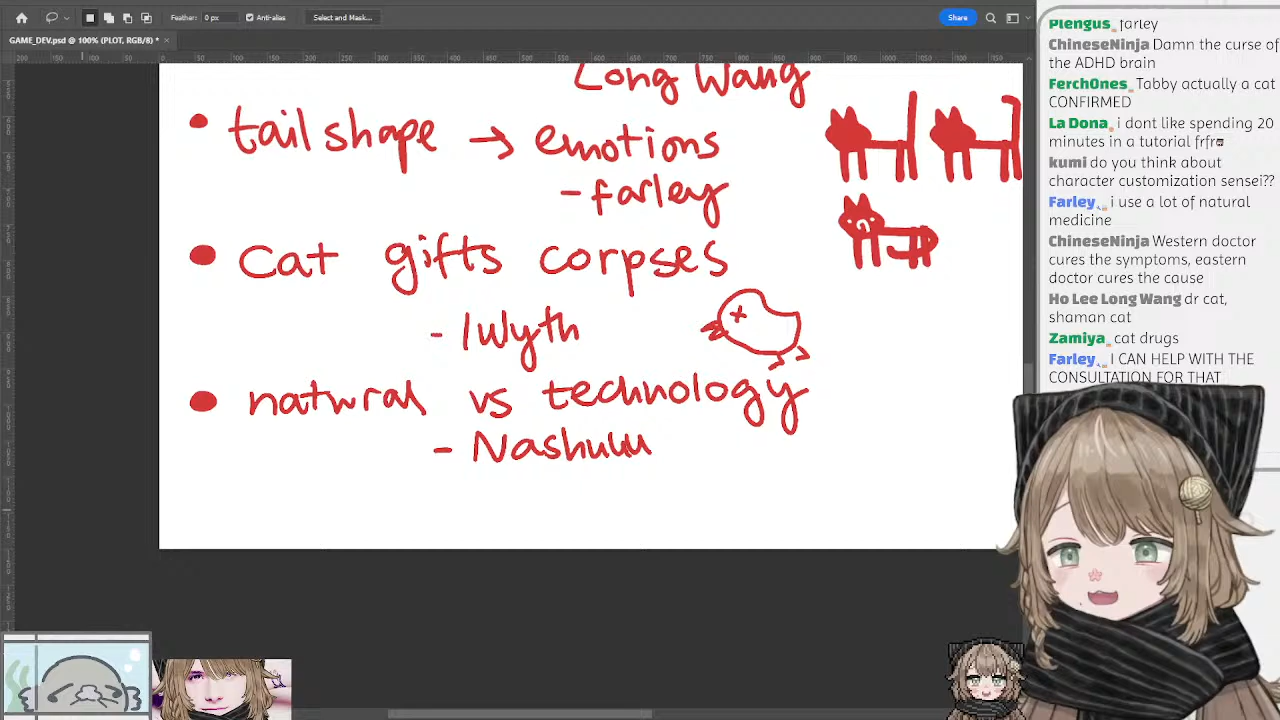 Feather: 0 px Anti-alias Select and Mask... Share
GAME_DEV.psd @ 100% (PLOT, RGB/8) *
Long Wang
• tail shape → emotions
- farley
• cat gifts corpses
- lWyth
• natural vs technology
- Nashuluu
Plengus farley
ChineseNinja Damn the curse of
the ADHD brain
FerchOnes Tabby actually a cat
CONFIRMED
La Dona i dont like spending 20
minutes in a tutorial frfr
kumi do you think about
character customization sensei??
Farley i use a lot of natural
medicine
ChineseNinja Western doctor
cures the symptoms, eastern
doctor cures the cause
Ho Lee Long Wang dr cat,
shaman cat
Zamiya cat drugs
Farley I CAN HELP WITH THE
CONSULTATION FOR THAT